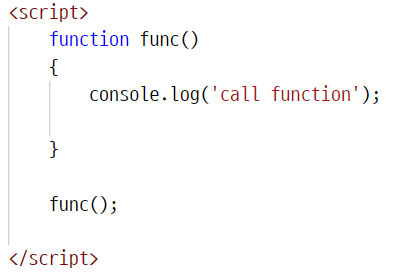 <script>
function func()
{
console.log('call function');
}
func();
</script>